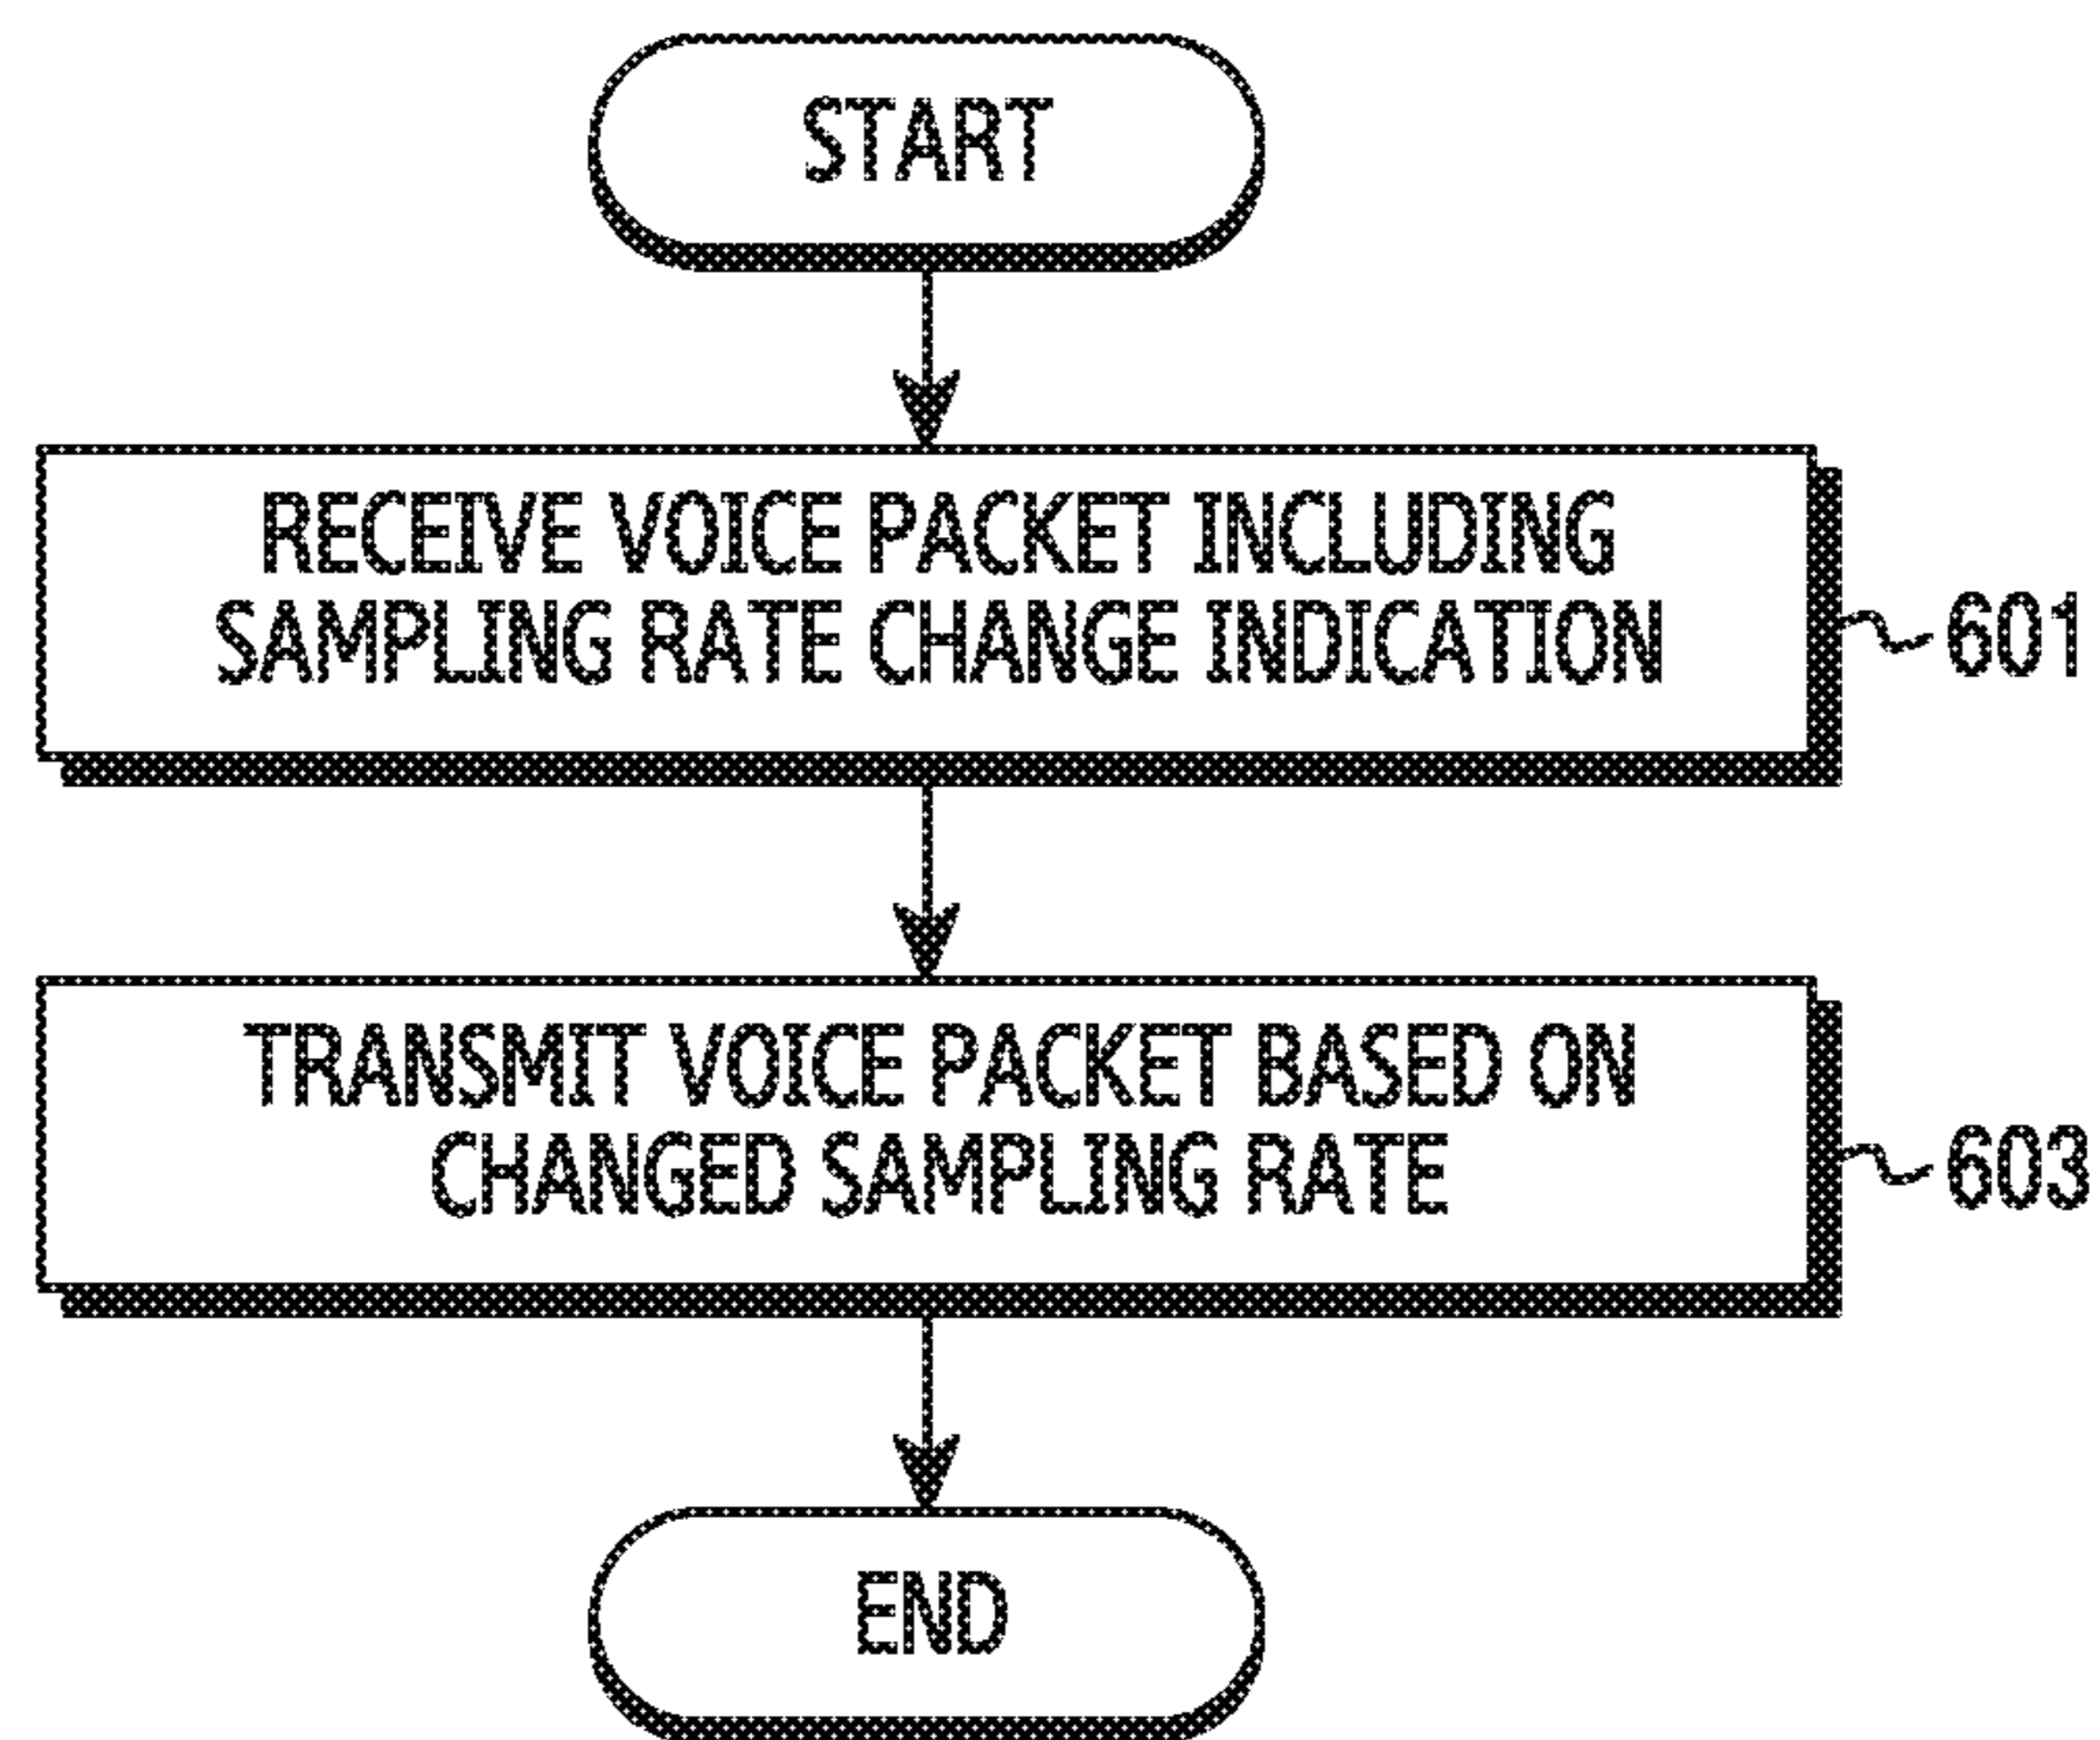 START
RECEIVE VOICE PACKET INCLUDING
SAMPLING RATE CHANGE INDICATION
601
TRANSMIT VOICE PACKET BASED ON
CHANGED SAMPLING RATE
603
END